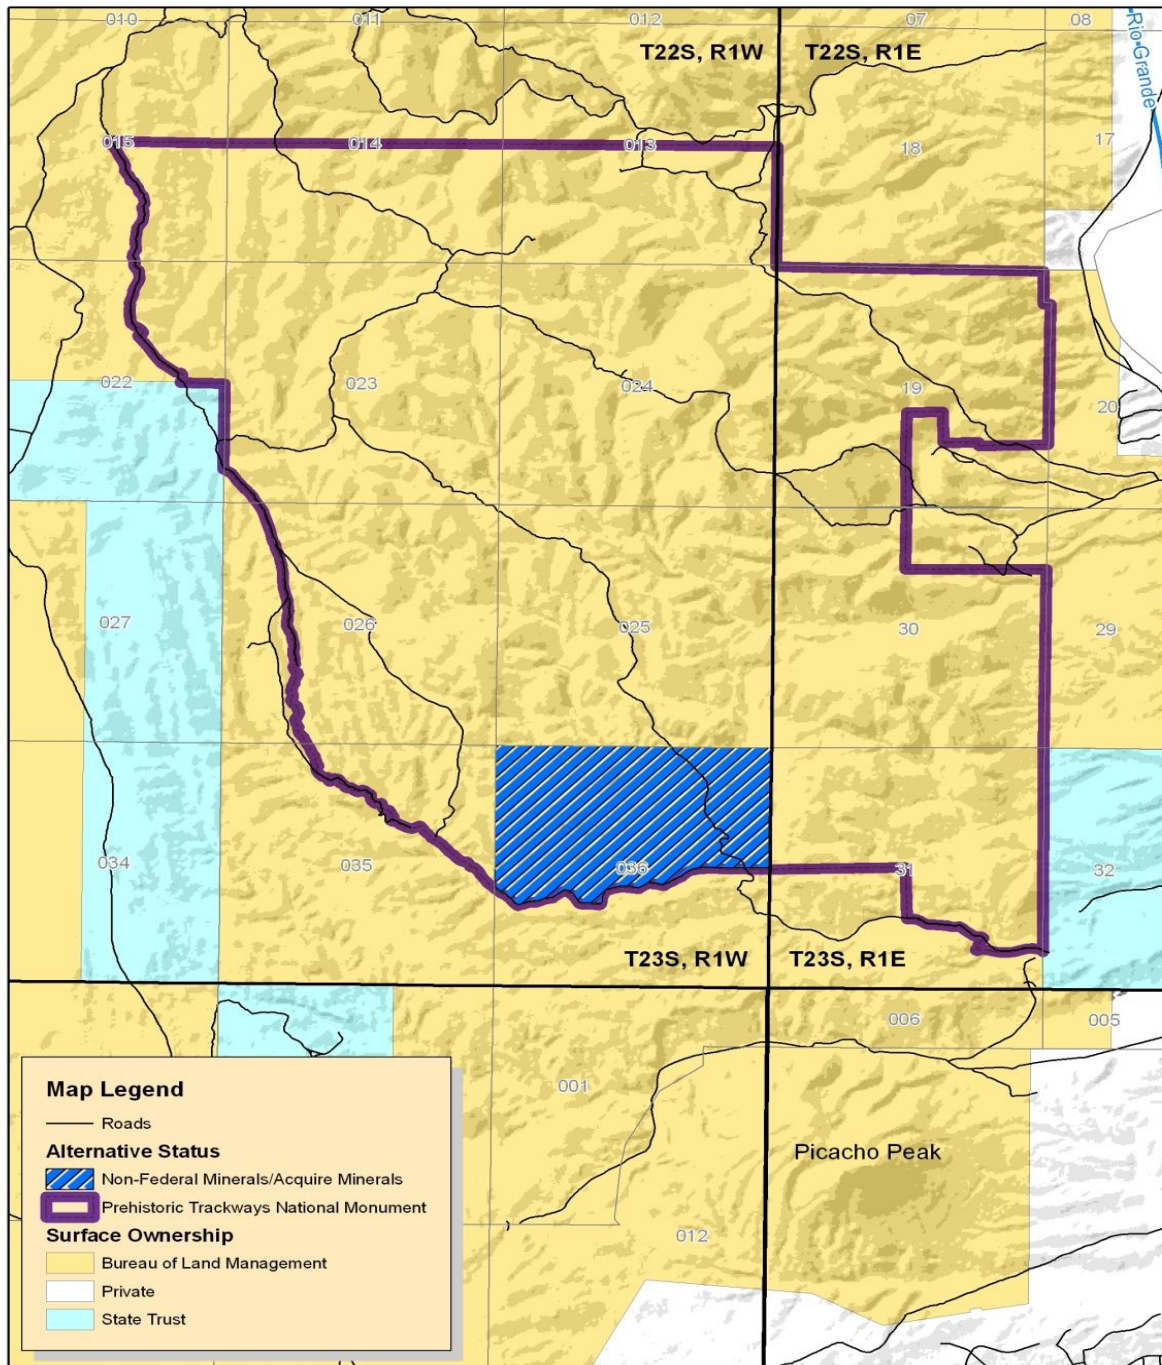 010
011
012
07
08
T22S, R1W
T22S, R1E
Rio Grande
015
014
013
18
17
022
023
024
19
20
027
026
025
30
29
034
035
036
31
32
T23S, R1W
T23S, R1E
006
005
001
Picacho Peak
012
Map Legend
Roads
Alternative Status
Non-Federal Minerals/Acquire Minerals
Prehistoric Trackways National Monument
Surface Ownership
Bureau of Land Management
Private
State Trust